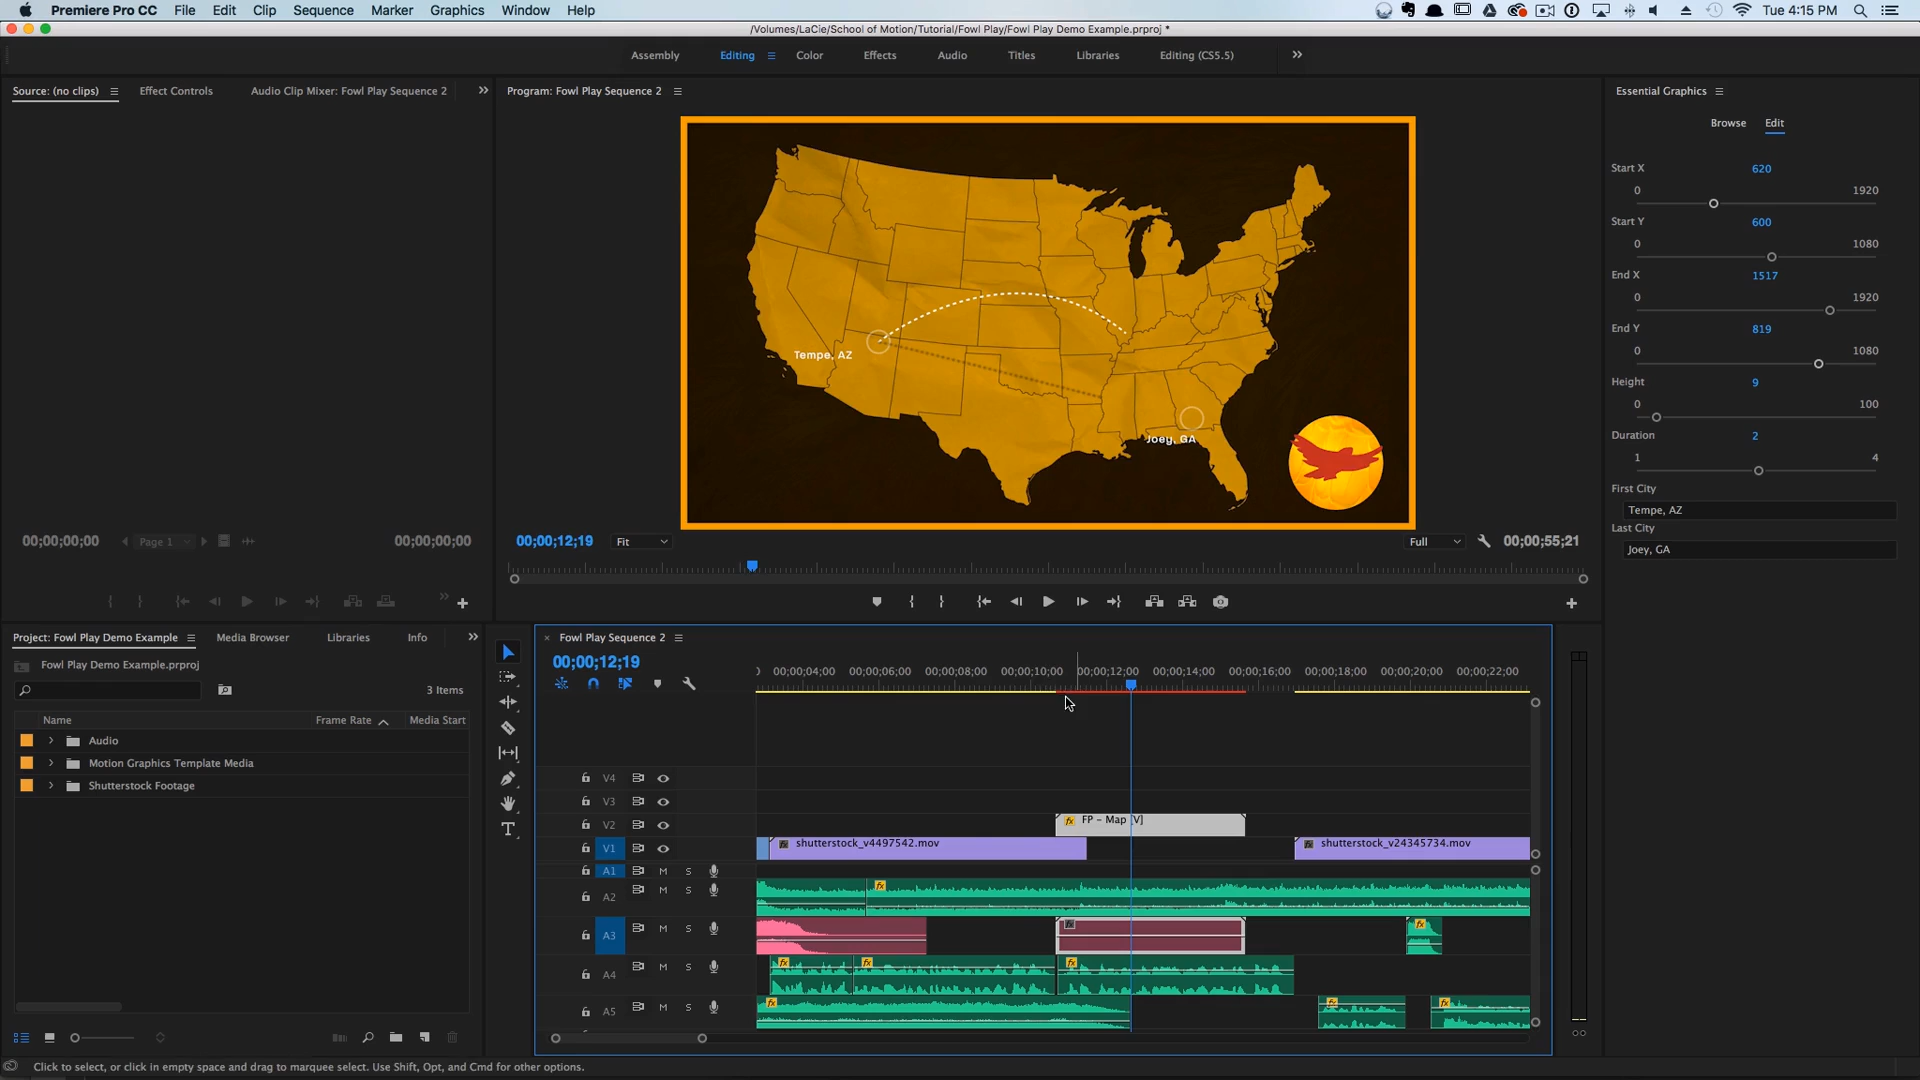 Premiere Pro CC File Edit Clip Sequence Marker Graphics Window Help
Tue 4:15 PM
/Volumes/LaCie/School of Motion/Tutorial/Fowl Play/Fowl Play Demo Example.prproj *
Assembly Editing Color Effects Audio Titles Libraries Editing (CS5.5)
Source: (no clips) Effect Controls Audio Clip Mixer: Fowl Play Sequence 2
Program: Fowl Play Sequence 2
Essential Graphics
Browse Edit
Start X 620
0 1920
Start Y 600
0 1080
End X 1517
0 1920
End Y 819
0 1080
Height 9
0 100
Duration 2
1 4
First City
Tempe, AZ
Last City
Joey, GA
Tempe, AZ
Joey, GA
00;00;00;00 Page 1 00;00;00;00
00;00;12;19 Fit Full 00;00;55;21
Project: Fowl Play Demo Example Media Browser Libraries Info
Fowl Play Demo Example.prproj
3 Items
Name Frame Rate Media Start
Audio
Motion Graphics Template Media
Shutterstock Footage
Fowl Play Sequence 2
00;00;12;19
00;00;04;00 00;00;06;00 00;00;08;00 00;00;10;00 00;00;12;00 00;00;14;00 00;00;16;00 00;00;18;00 00;00;20;00 00;00;22;00
V4
V3
V2 fx FP - Map [V]
V1 shutterstock_v4497542.mov shutterstock_v24345734.mov
A1 M S
A2 M S fx
A3 M S fx
A4 M S fx fx fx
A5 M S fx fx fx
Click to select, or click in empty space and drag to marquee select. Use Shift, Opt, and Cmd for other options.